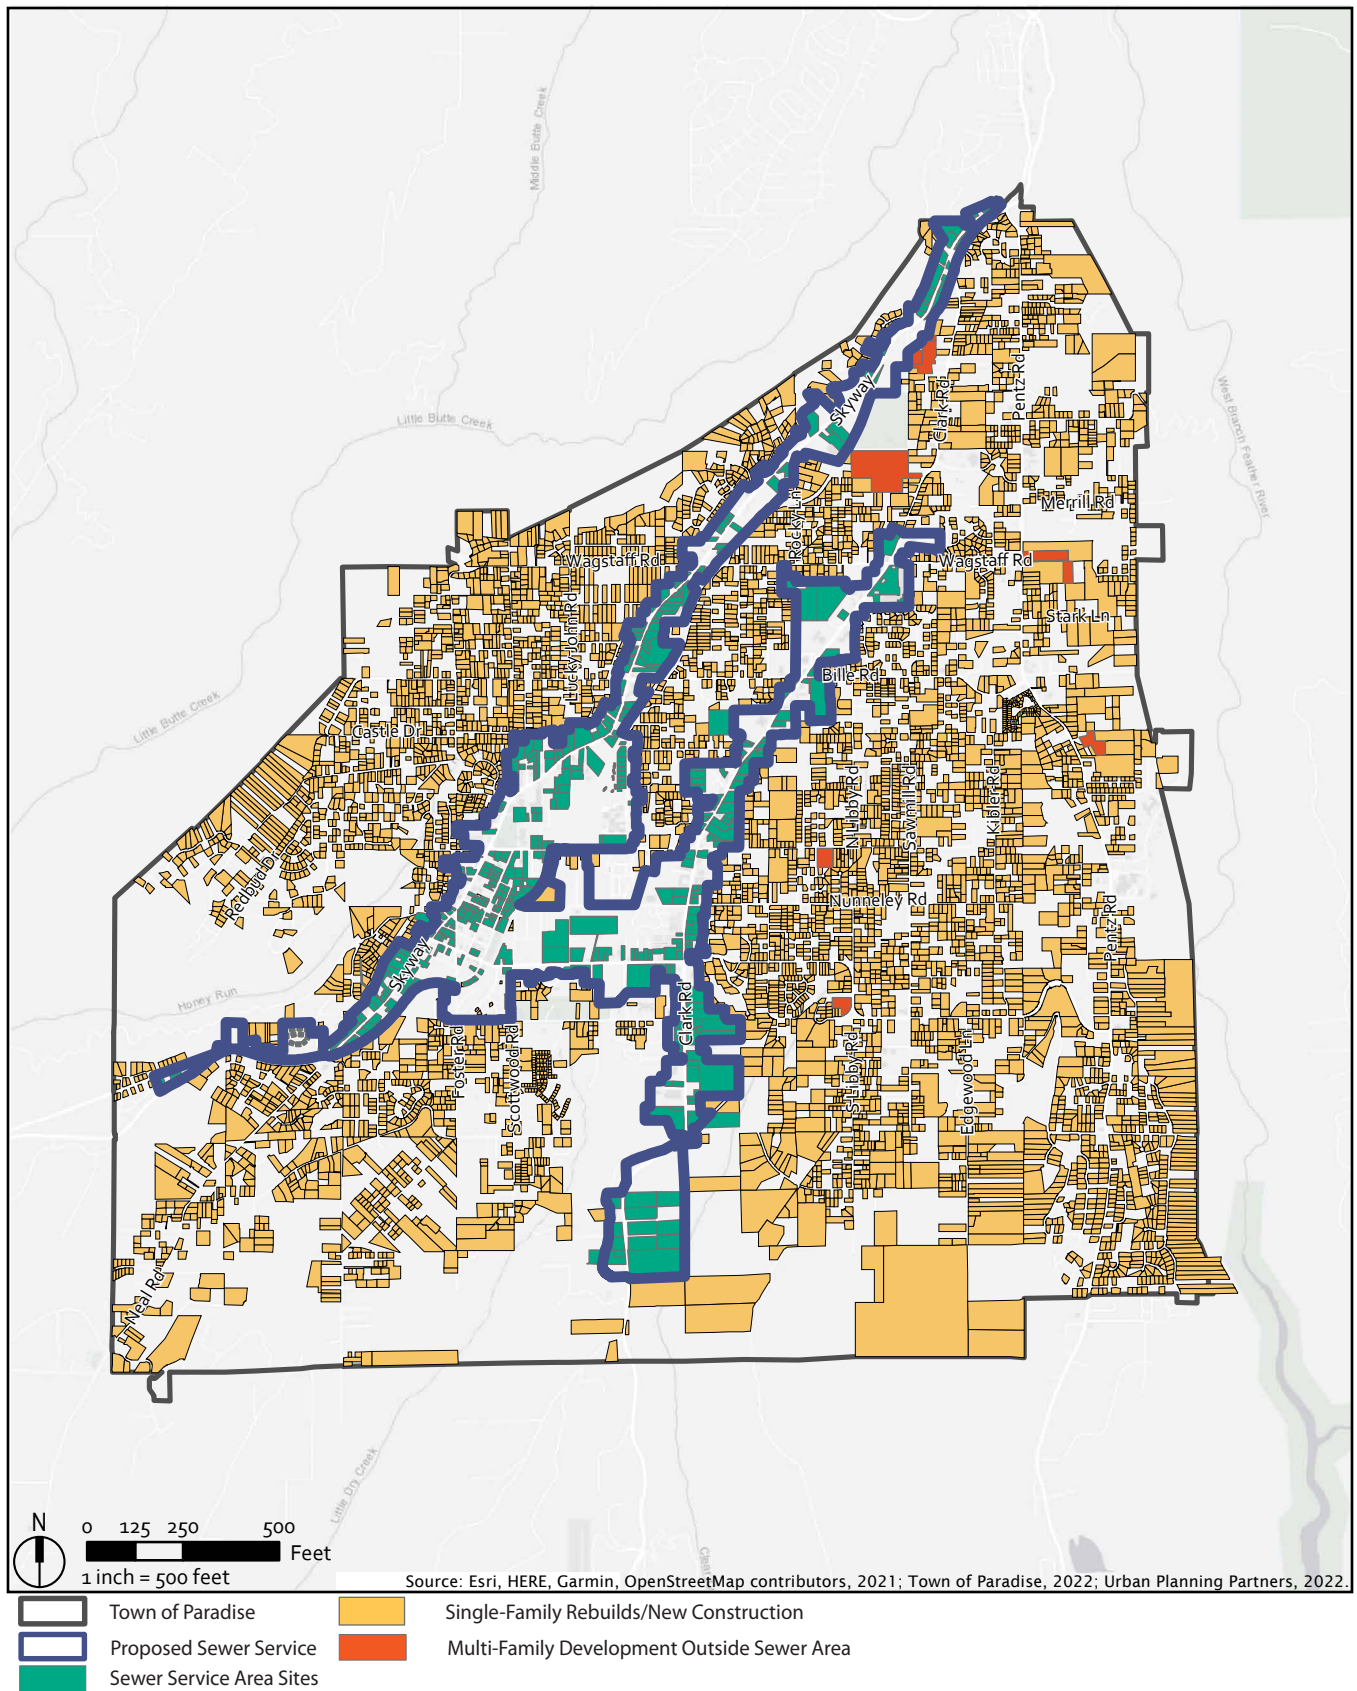 Middle Butte Creek
Little Butte Creek
West Branch Feather River
Skyway
Clark Rd
Pentz Rd
Merrill Rd
Rocky Ln
Wagstaff Rd
Wagstaff Rd
Lucky John Rd
Stark Ln
Bille Rd
Little Butte Creek
Castle Dr
N Libby Rd
Sawmill Rd
Kibler Rd
Redbud Dr
Nunneley Rd
Pentz Rd
Skyway
Honey Run
Clark Rd
Foster Rd
Scottwood Rd
S Libby Rd
Edgewood Ln
Neal Rd
Little Dry Creek
N
0 125 250 500
Feet
1 inch = 500 feet
Source: Esri, HERE, Garmin, OpenStreetMap contributors, 2021; Town of Paradise, 2022; Urban Planning Partners, 2022.
Town of Paradise
Single-Family Rebuilds/New Construction
Proposed Sewer Service
Multi-Family Development Outside Sewer Area
Sewer Service Area Sites